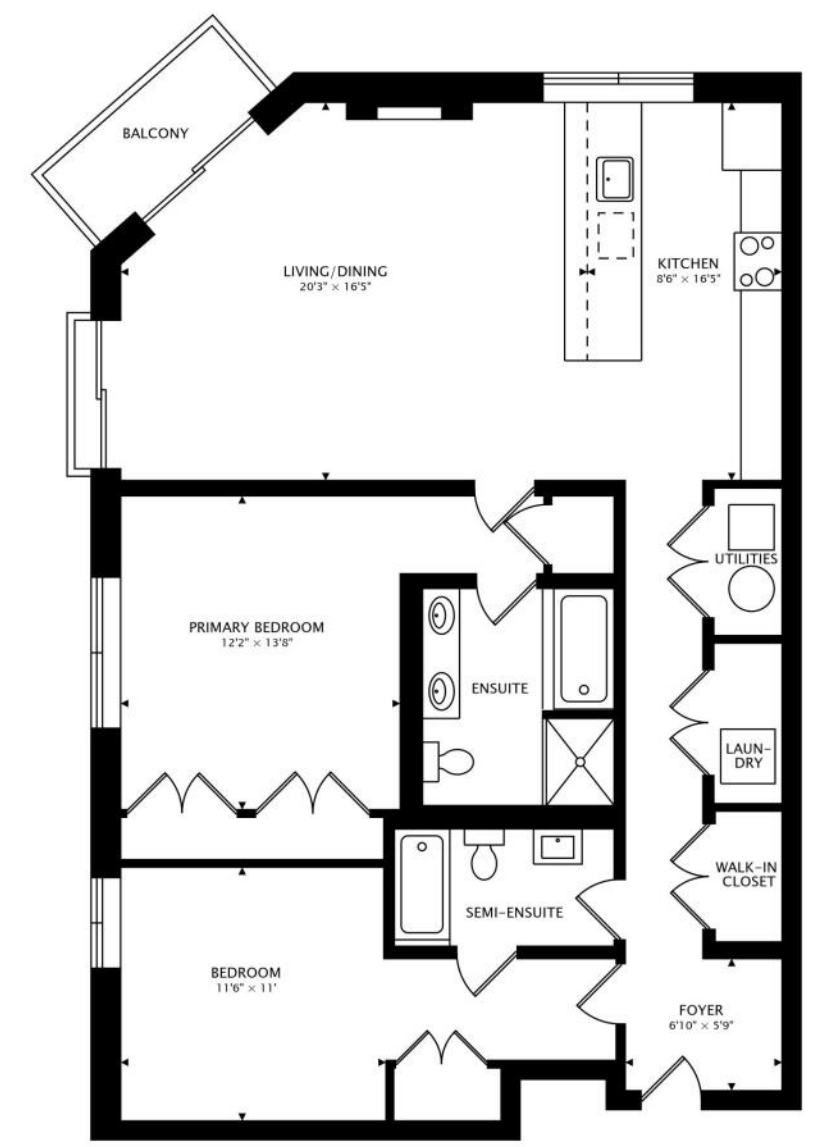 BALCONY
LIVING/DINING
20'3" × 16'5"
KITCHEN
8'6" × 16'5"
UTILITIES
PRIMARY BEDROOM
12'2" × 13'8"
ENSUITE
LAUN-
DRY
WALK-IN
CLOSET
SEMI-ENSUITE
BEDROOM
11'6" × 11'
FOYER
6'10" × 5'9"